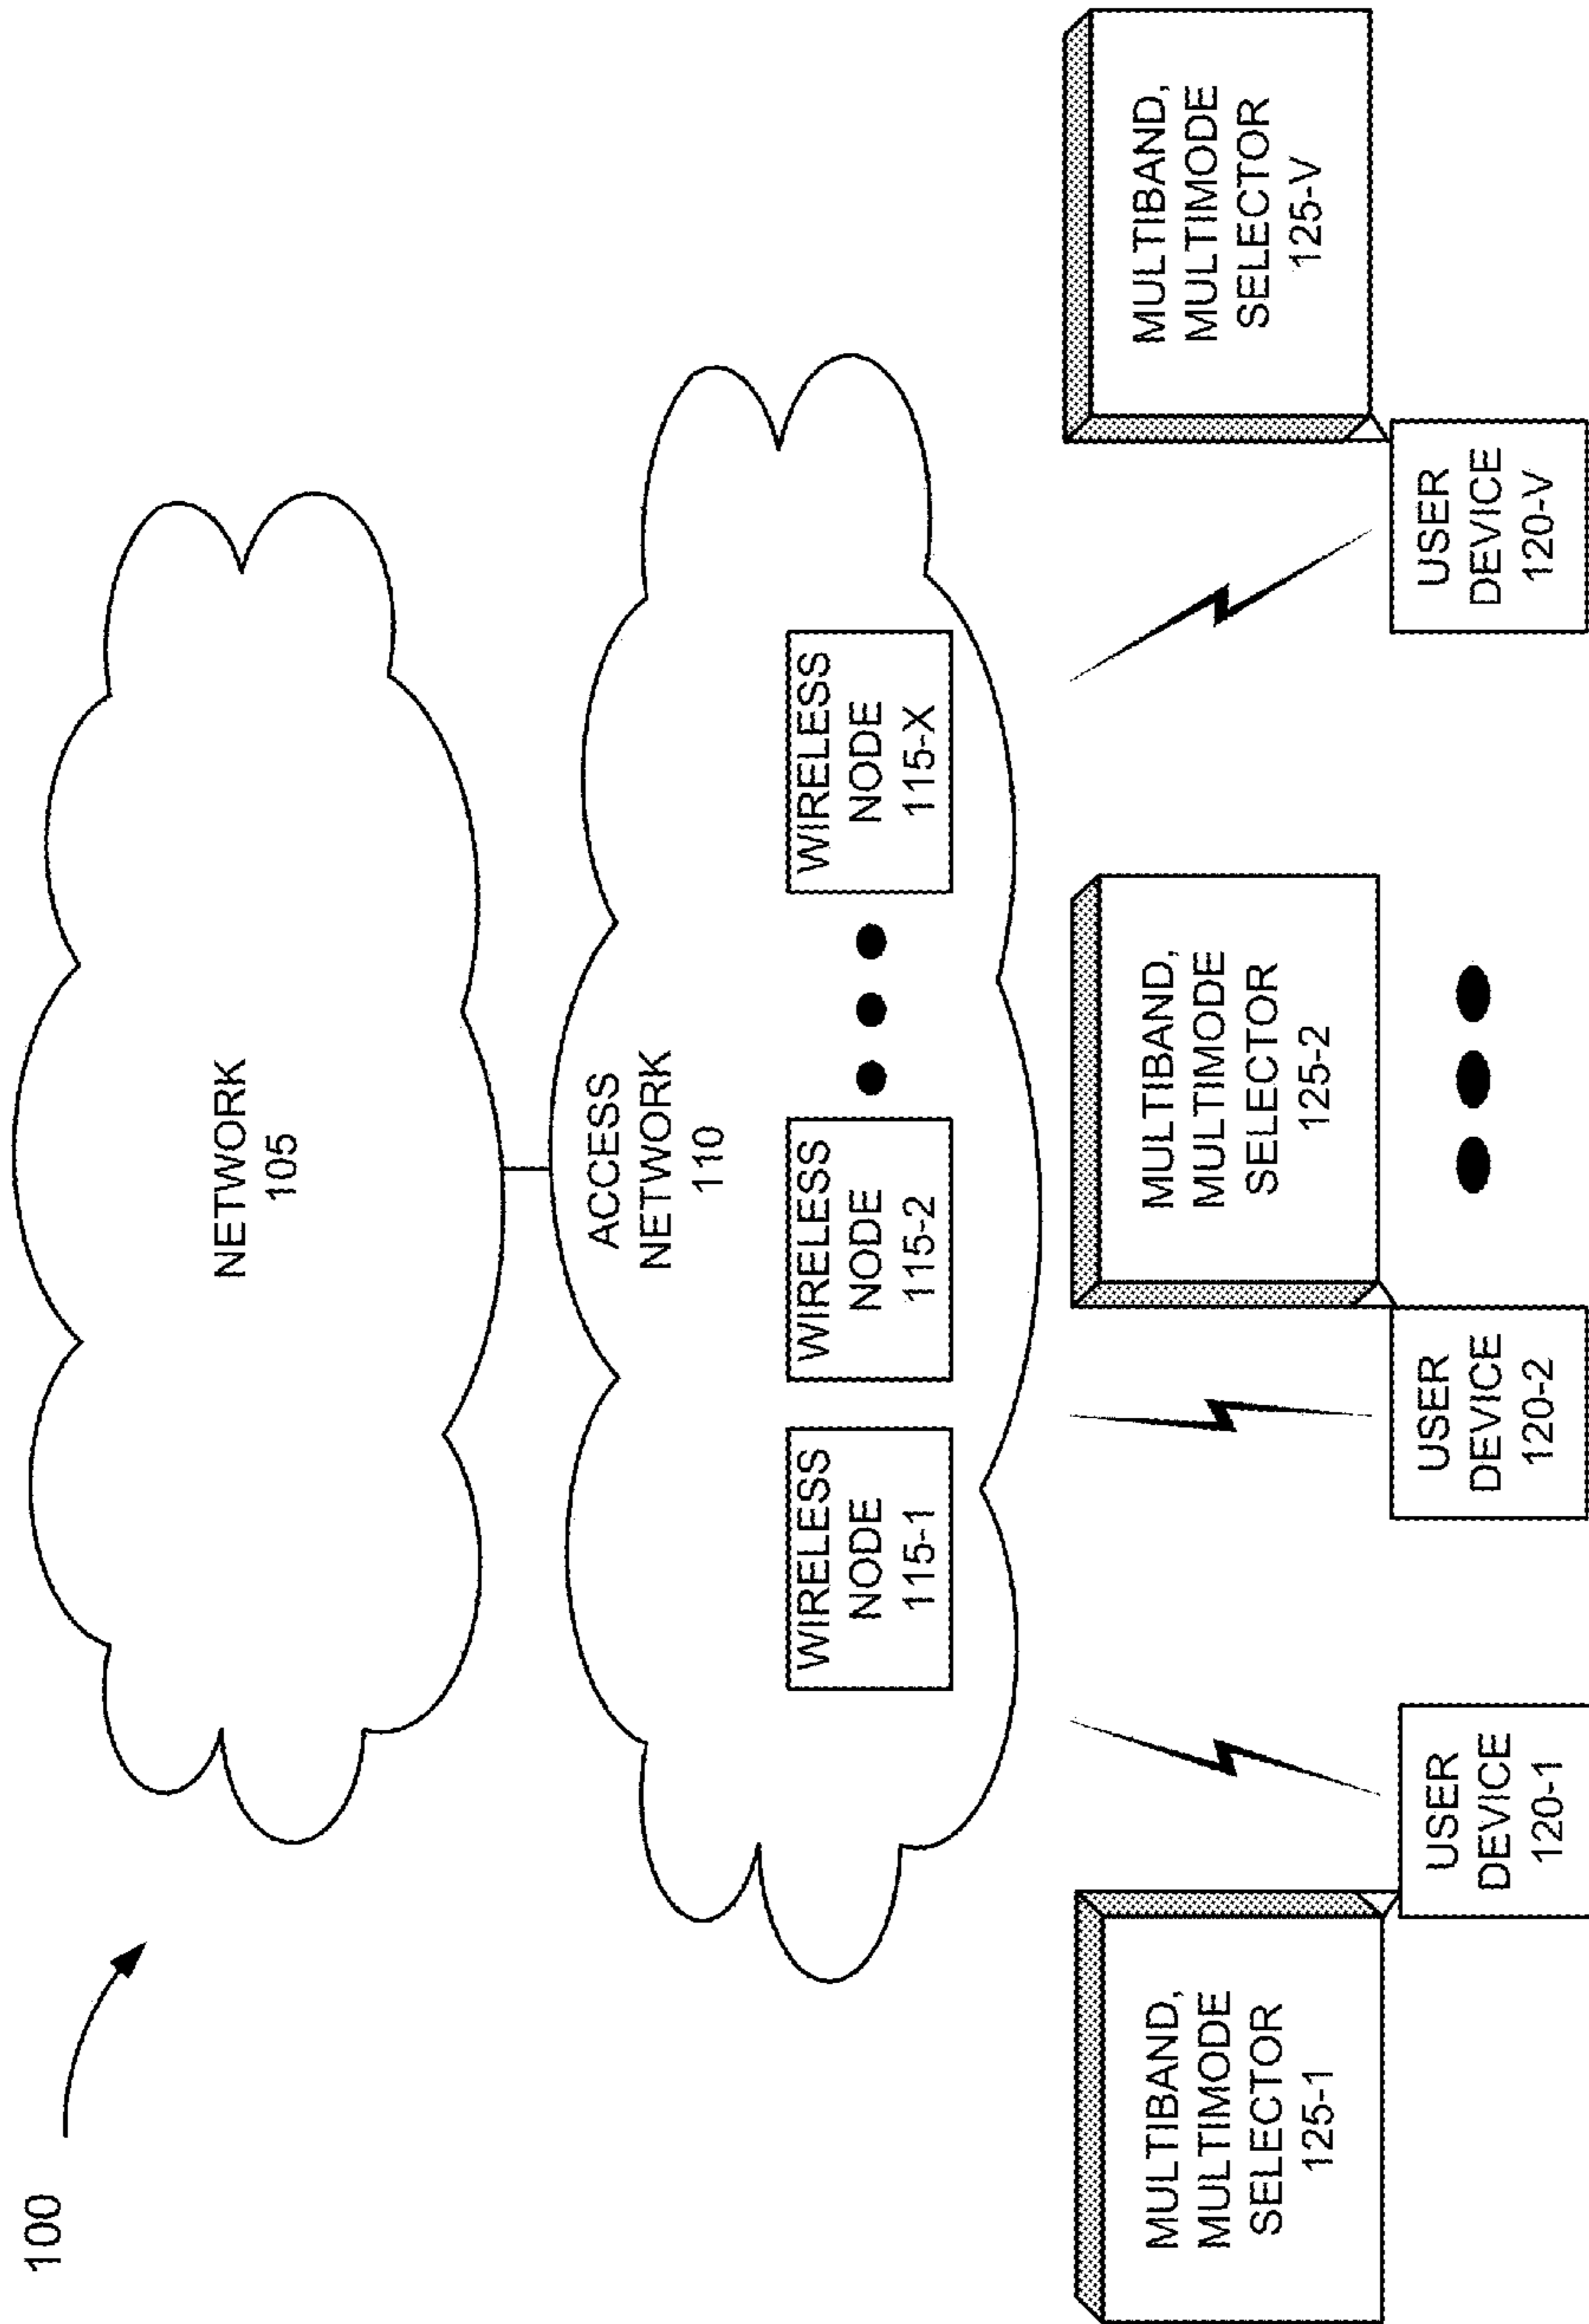 100
NETWORK
105
ACCESS
NETWORK
110
WIRELESS
NODE
115-1
WIRELESS
NODE
115-2
WIRELESS
NODE
115-X
MULTIBAND,
MULTIMODE
SELECTOR
125-1
USER
DEVICE
120-1
USER
DEVICE
120-2
MULTIBAND,
MULTIMODE
SELECTOR
125-2
USER
DEVICE
120-V
MULTIBAND,
MULTIMODE
SELECTOR
125-V